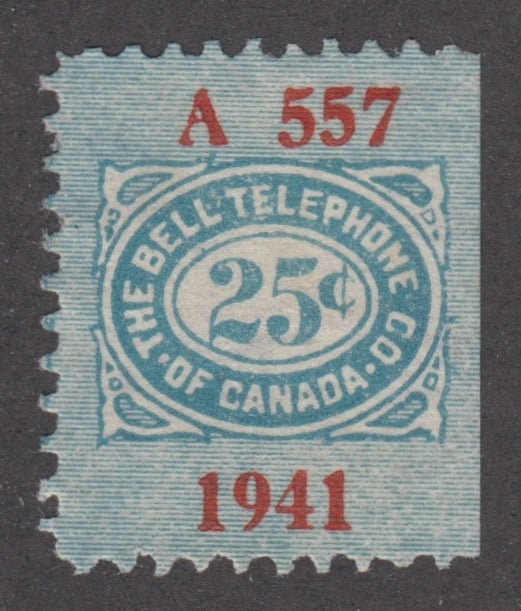 A 557
THE BELL TELEPHONE CO
· OF CANADA ·
25¢
1941